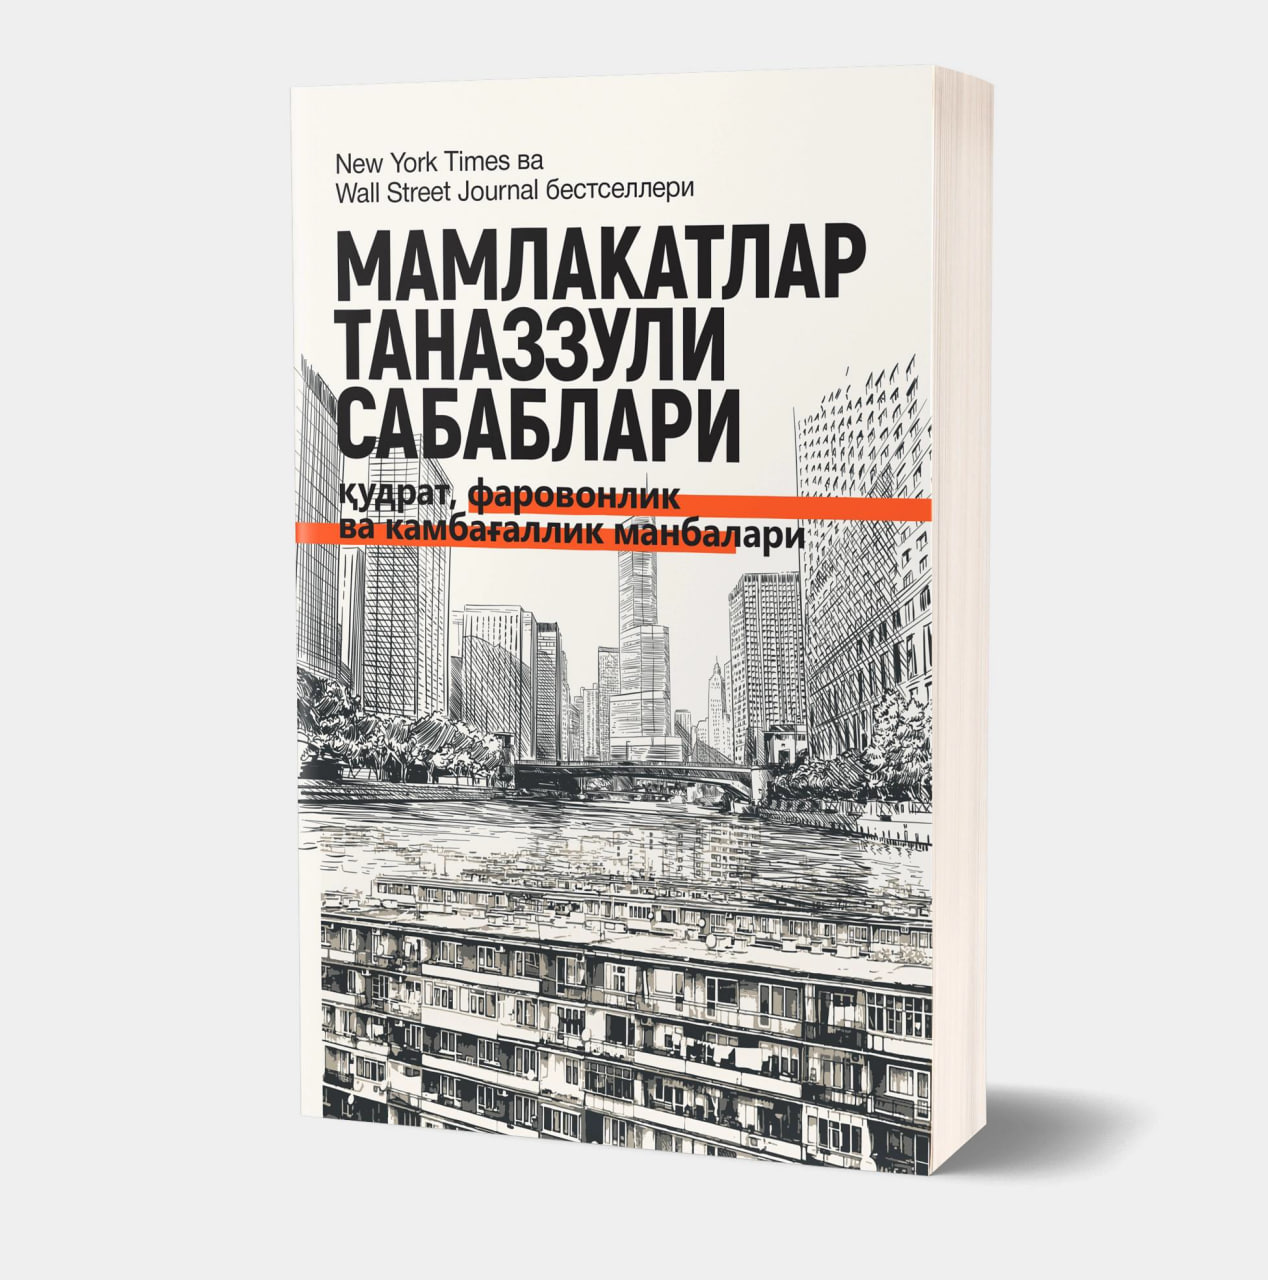 New York Times ва
Wall Street Journal бестселлери
МАМЛАКАТЛАР
ТАНАЗЗУЛИ
САБАБЛАРИ
қудрат, фаровонлик
ва камбағаллик манбалари